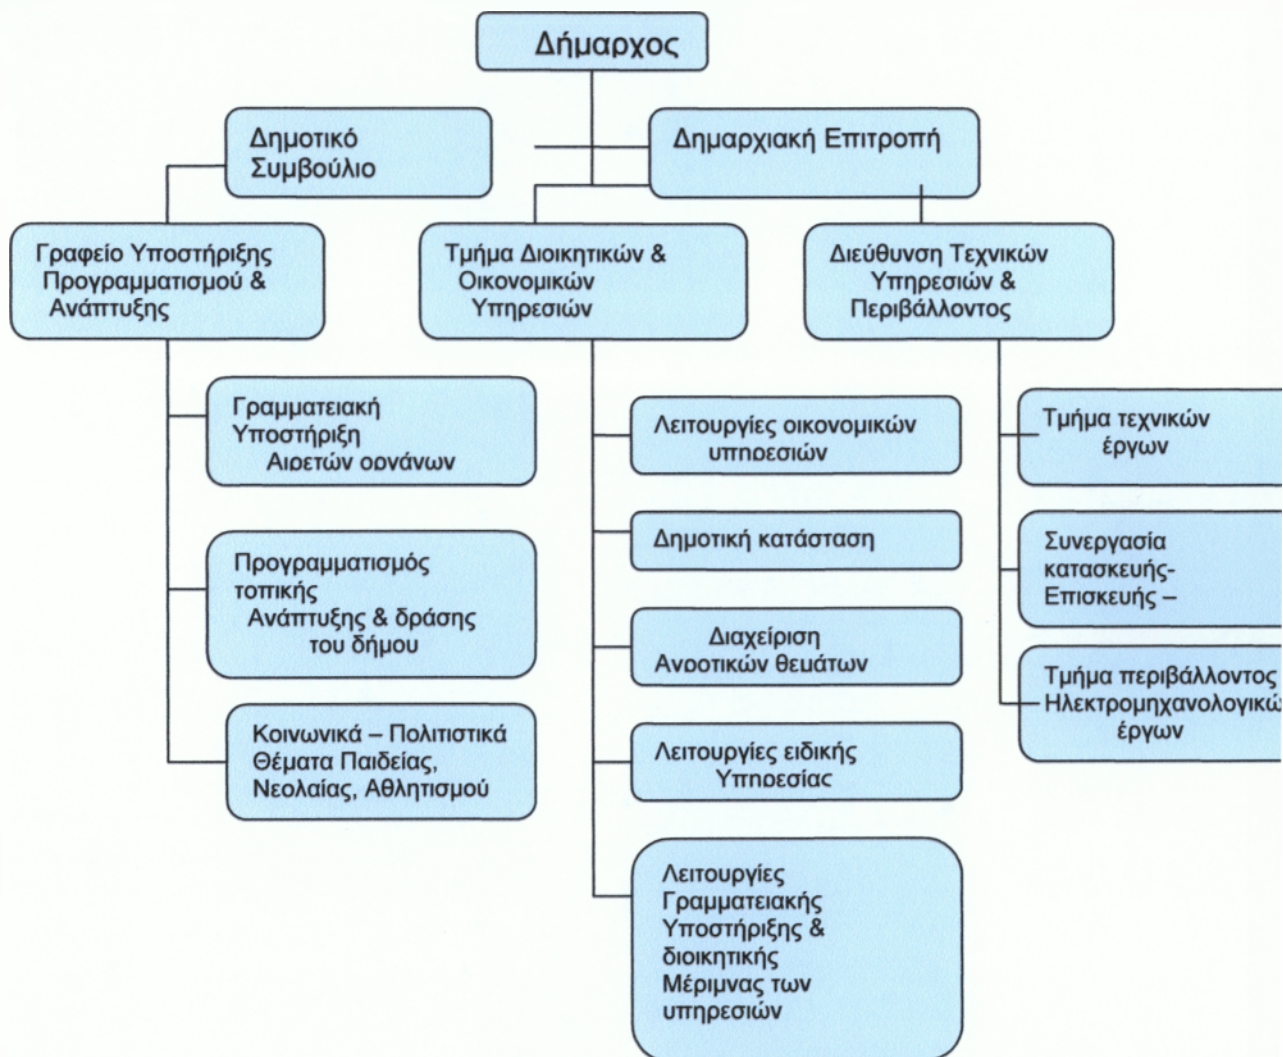 Δήμαρχος
Δημοτικό
Συμβούλιο
Δημαρχιακή Επιτροπή
Γραφείο Υποστήριξης
Προγραμματισμού &
Ανάπτυξης
Τμήμα Διοικητικών &
Οικονομικών
Υπηρεσιών
Διεύθυνση Τεχνικών
Υπηρεσιών &
Περιβάλλοντος
Γραμματειακή
Υποστήριξη
Αιρετών οργάνων
Προγραμματισμός
τοπικής
Ανάπτυξης & δράσης
του δήμου
Κοινωνικά – Πολιτιστικά
Θέματα Παιδείας,
Νεολαίας, Αθλητισμού
Λειτουργίες οικονομικών
υπηρεσιών
Δημοτική κατάσταση
Διαχείριση
Αγροτικών θεμάτων
Λειτουργίες ειδικής
Υπηρεσίας
Λειτουργίες
Γραμματειακής
Υποστήριξης &
διοικητικής
Μέριμνας των
υπηρεσιών
Τμήμα τεχνικών
έργων
Συνεργασία
κατασκευής-
Επισκευής –
Τμήμα περιβάλλοντος
έργων